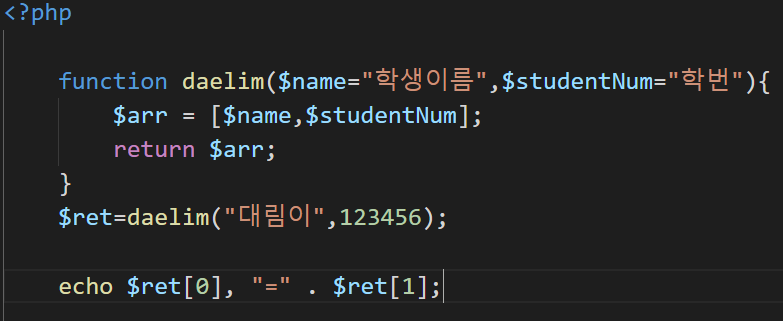 <?php
function daelim($name="학생이름",$studentNum="학번"){
$arr = [$name,$studentNum];
return $arr;
}
$ret=daelim("대림이",123456);
echo $ret[0], "=" . $ret[1];